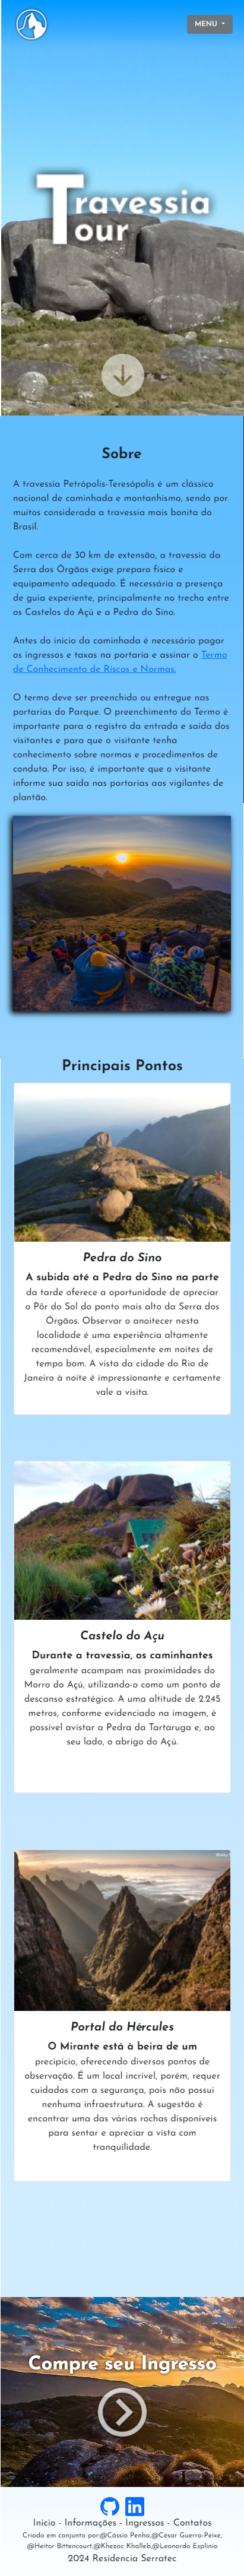 MENU
Travessia
Tour
Sobre
A travessia Petrópolis-Teresópolis é um clássico
nacional de caminhada e montanhismo, sendo por
muitos considerada a travessia mais bonita do
Brasil.
Com cerca de 30 km de extensão, a travessia da
Serra dos Órgãos exige preparo físico e
equipamento adequado. É necessária a presença
de guia experiente, principalmente no trecho entre
os Castelos do Açú e a Pedra do Sino.
Antes do início da caminhada é necessário pagar
os ingressos e taxas na portaria e assinar o Termo
de Conhecimento de Riscos e Normas.
O termo deve ser preenchido ou entregue nas
portarias do Parque. O preenchimento do Termo é
importante para o registro da entrada e saída dos
visitantes e para que o visitante tenha
conhecimento sobre normas e procedimentos de
conduta. Por isso, é importante que o visitante
informe sua saída nas portarias aos vigilantes de
plantão.
Principais Pontos
Pedra do Sino
A subida até a Pedra do Sino na parte
da tarde oferece a oportunidade de apreciar
o Pôr do Sol do ponto mais alto da Serra dos
Órgãos. Observar o anoitecer nesta
localidade é uma experiência altamente
recomendável, especialmente em noites de
tempo bom. A vista da cidade do Rio de
Janeiro à noite é impressionante e certamente
vale a visita.
Castelo do Açu
Durante a travessia, os caminhantes
geralmente acampam nas proximidades do
Morro do Açú, utilizando-o como um ponto de
descanso estratégico. A uma altitude de 2.245
metros, conforme evidenciado na imagem, é
possível avistar a Pedra da Tartaruga e, ao
seu lado, o abrigo do Açú.
Portal do Hércules
O Mirante está à beira de um
precipício, oferecendo diversos pontos de
observação. É um local incrível, porém, requer
cuidados com a segurança, pois não possui
nenhuma infraestrutura. A sugestão é
encontrar uma das várias rochas disponíveis
para sentar e apreciar a vista com
tranquilidade.
Compre seu Ingresso
Inicio - Informações - Ingressos - Contatos
Criado em conjunto por:@Cássio Penha,@César Guerra-Peixe,
@Heitor Bittencourt,@Khezac Khalleb,@Leonardo Esplinio
2024 Residencia Serratec